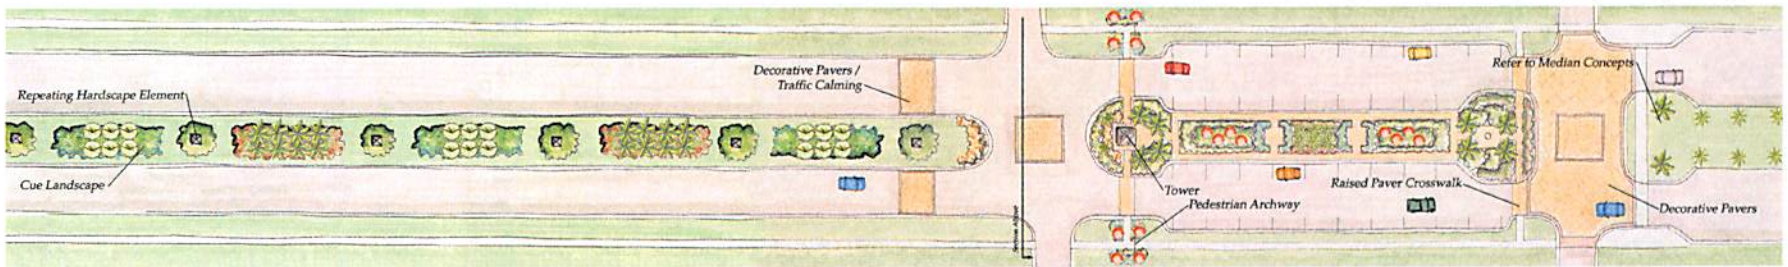 Decorative Pavers /
Traffic Calming
Repeating Hardscape Element
Cue Landscape
Refer to Median Concepts
Tower
Pedestrian Archway
Raised Paver Crosswalk
Decorative Pavers